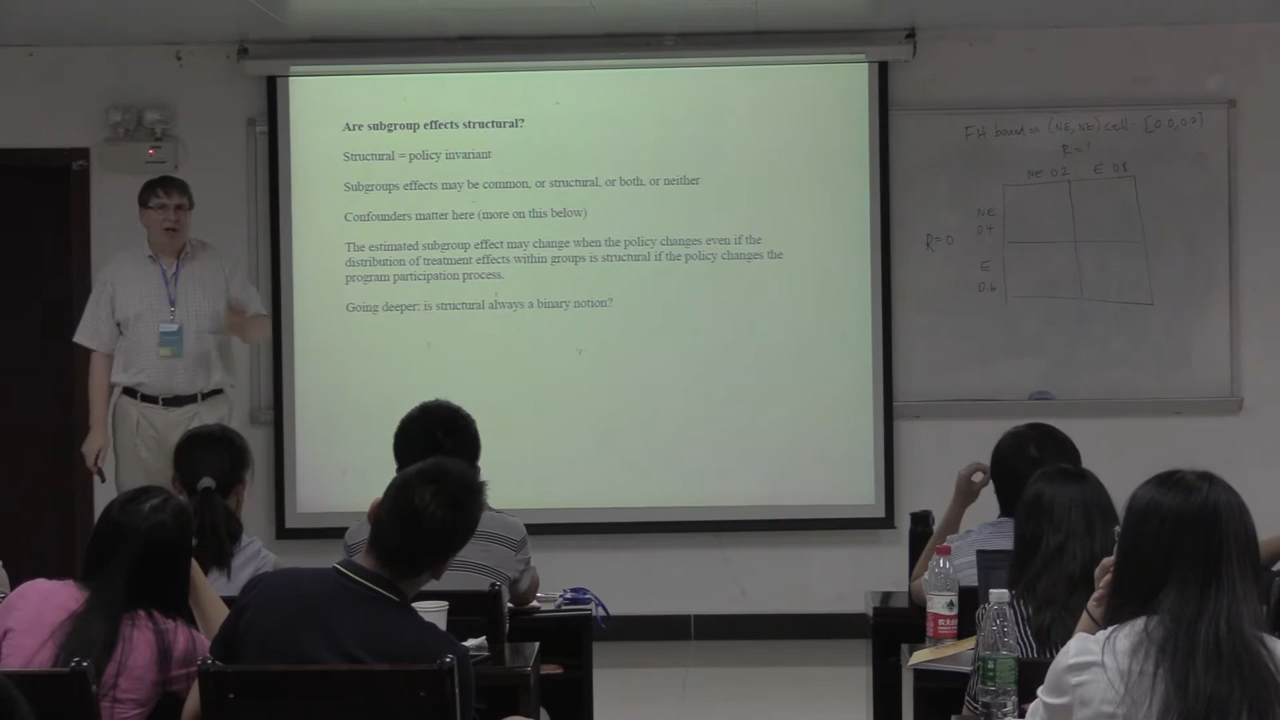 Are subgroup effects structural?
Structural = policy invariant
Subgroups effects may be common, or structural, or both, or neither
Confounders matter here (more on this below)
The estimated subgroup effect may change when the policy changes even if the
distribution of treatment effects within groups is structural if the policy changes the
program participation process.
Going deeper: is structural always a binary notion?
FH bound on (NE, NE) cell - [0.0, 0.2]
R=1
NE 0.2 E 0.8
NE
0.4
R=0
E
0.6
农夫山泉